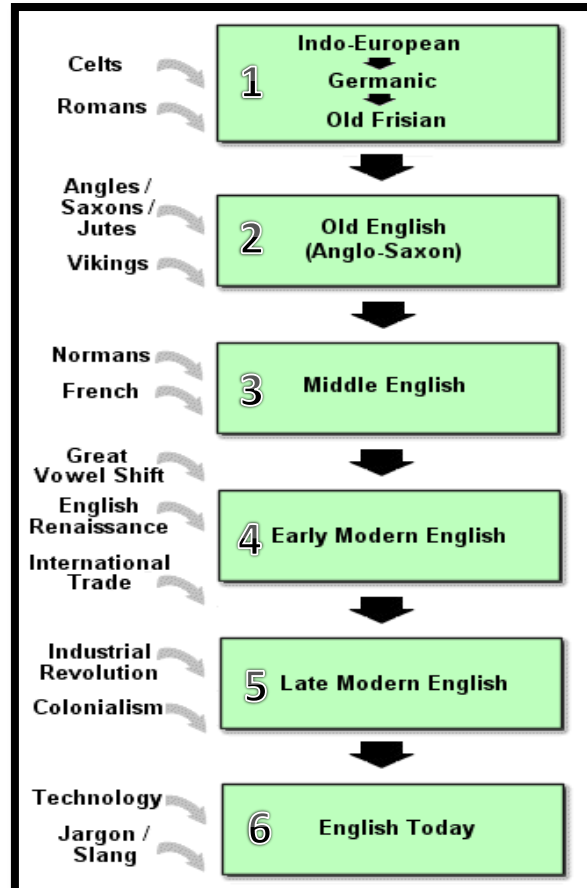 Celts
Romans
1
Indo-European
Germanic
Old Frisian
Angles /
Saxons /
Jutes
Vikings
2
Old English
(Anglo-Saxon)
Normans
French
3
Middle English
Great
Vowel Shift
English
Renaissance
International
Trade
4
Early Modern English
Industrial
Revolution
Colonialism
5
Late Modern English
Technology
Jargon /
Slang
6
English Today